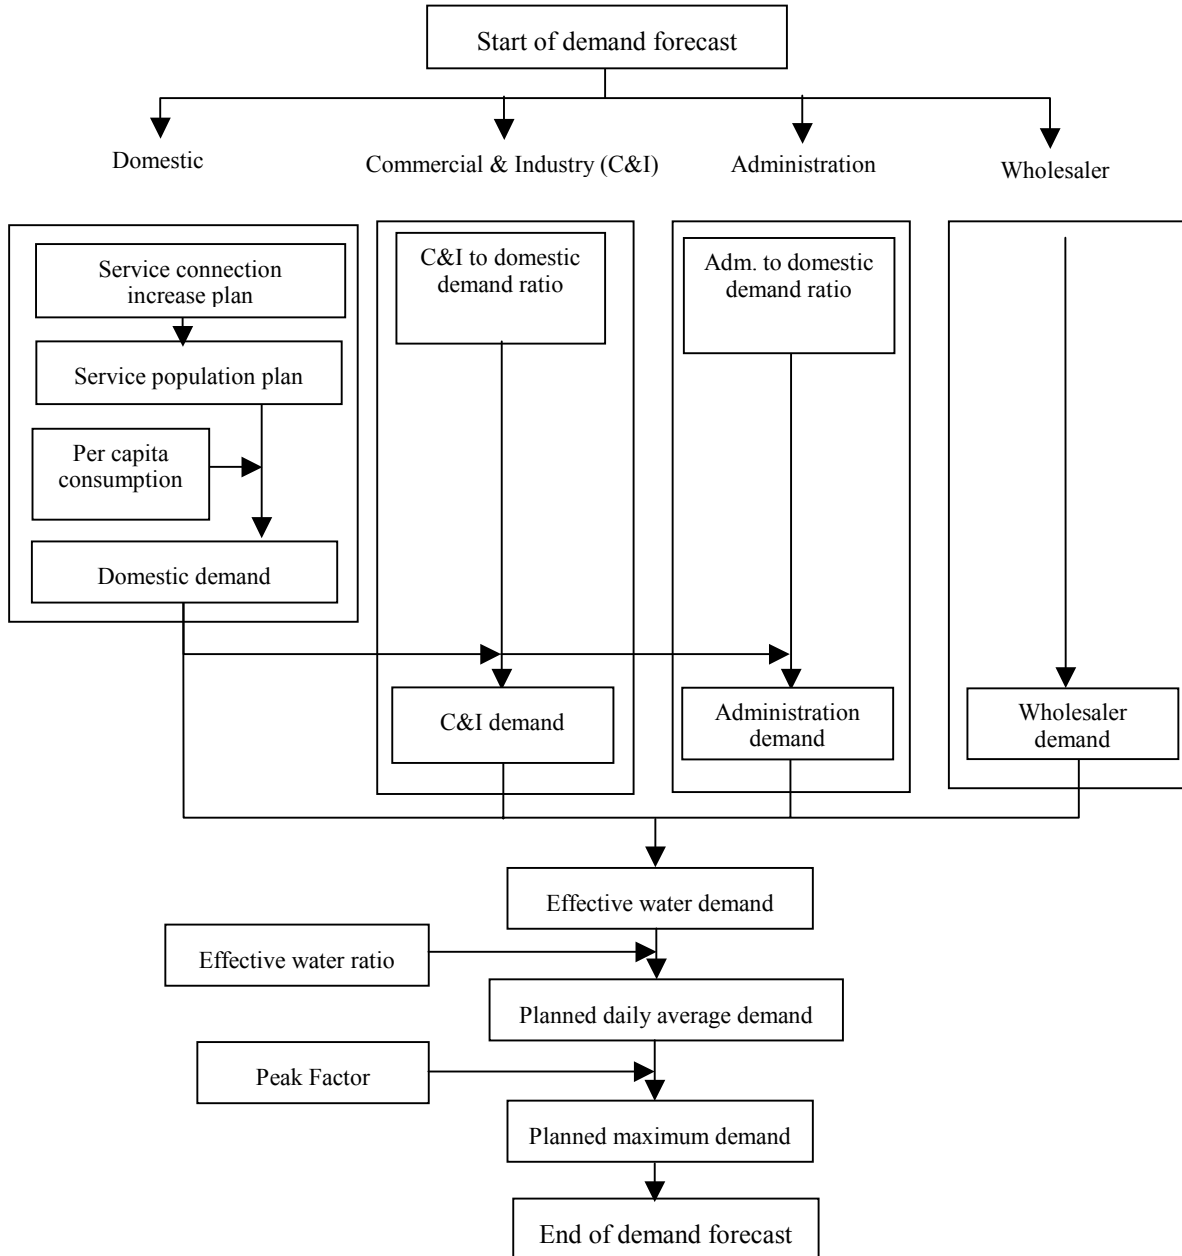 Start of demand forecast
Domestic
Commercial & Industry (C&I)
Administration
Wholesaler
Service connection
increase plan
Service population plan
Per capita
consumption
Domestic demand
C&I to domestic
demand ratio
C&I demand
Adm. to domestic
demand ratio
Administration
demand
Wholesaler
demand
Effective water demand
Effective water ratio
Planned daily average demand
Peak Factor
Planned maximum demand
End of demand forecast